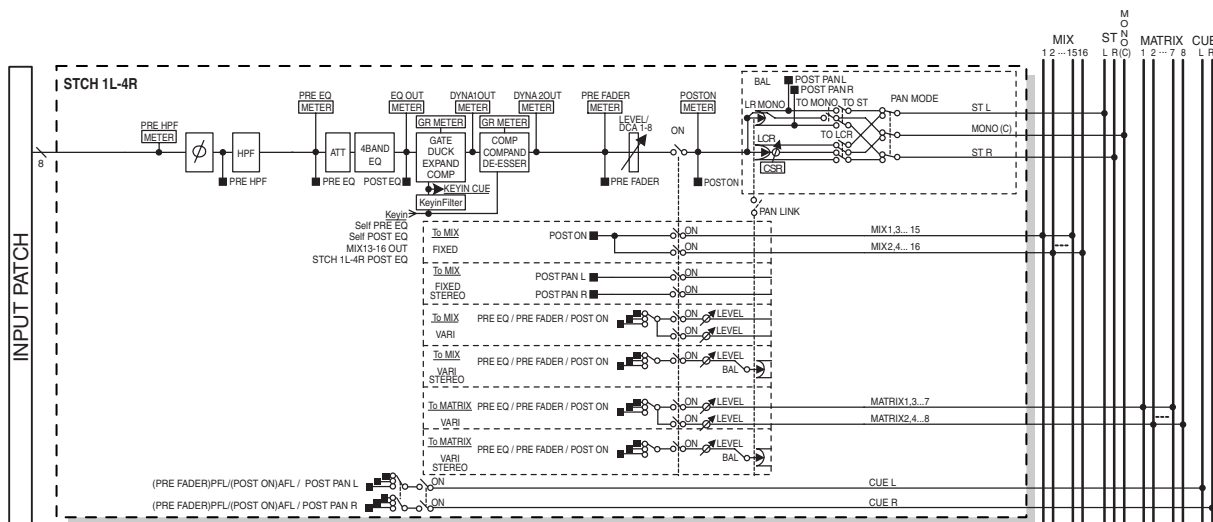 MIX
1 2 ··· 1516
ST
L R
MONO
(C)
MATRIX
1 2 ··· 7 8
CUE
L R
INPUT PATCH
8
STCH 1L-4R
PRE HPF
METER
Ø
HPF
PRE HPF
PRE EQ
METER
PRE EQ
ATT
4BAND
EQ
EQ OUT
METER
POST EQ
GR METER
GATE
DUCK
EXPAND
COMP
DYNA1OUT
METER
GR METER
COMP
COMPAND
DE-ESSER
DYNA 2OUT
METER
KEYIN CUE
KeyinFilter
Keyin
Self PRE EQ
Self POST EQ
MIX13-16 OUT
STCH 1L-4R POST EQ
PRE FADER
METER
LEVEL/
DCA 1-8
PRE FADER
ON
POSTON
METER
POSTON
BAL
POST PAN L
POST PAN R
LR MONO
TO MONO
TO ST
PAN MODE
LCR
TO LCR
CSR
ST L
MONO (C)
ST R
PAN LINK
To MIX
FIXED
POST ON
ON
ON
MIX1,3... 15
MIX2,4... 16
To MIX
FIXED
STEREO
POST PAN L
ON
POST PAN R
ON
To MIX
VARI
PRE EQ / PRE FADER / POST ON
ON LEVEL
ON LEVEL
To MIX
VARI
STEREO
PRE EQ / PRE FADER / POST ON
ON LEVEL
BAL
To MATRIX
VARI
PRE EQ / PRE FADER / POST ON
ON LEVEL
ON LEVEL
MATRIX1,3...7
MATRIX2,4...8
To MATRIX
VARI
STEREO
PRE EQ / PRE FADER / POST ON
ON LEVEL
BAL
(PRE FADER)PFL/(POST ON)AFL / POST PAN L
ON
CUE L
(PRE FADER)PFL/(POST ON)AFL / POST PAN R
ON
CUE R